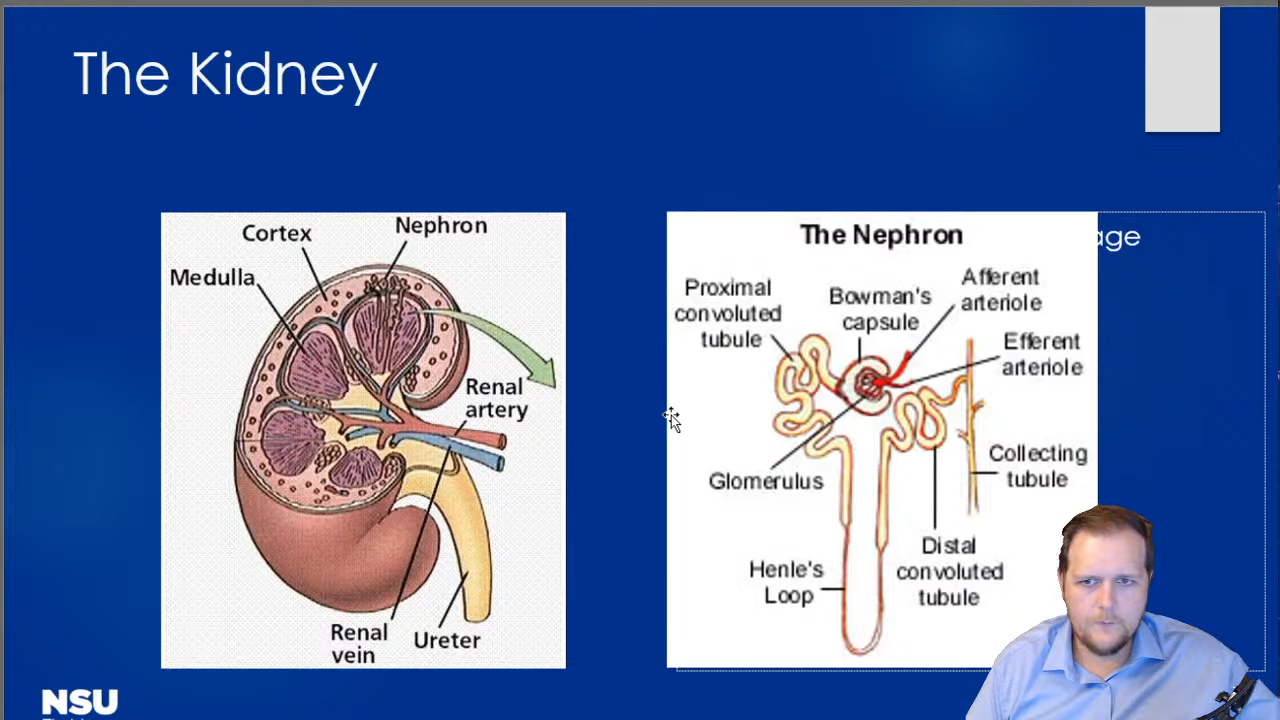 The Kidney
Cortex
Nephron
Medulla
Renal
artery
Renal
vein
Ureter
The Nephron
age
Proximal
convoluted
tubule
Bowman's
capsule
Afferent
arteriole
Efferent
arteriole
Glomerulus
Collecting
tubule
Henle's
Loop
Distal
convoluted
tubule
NSU